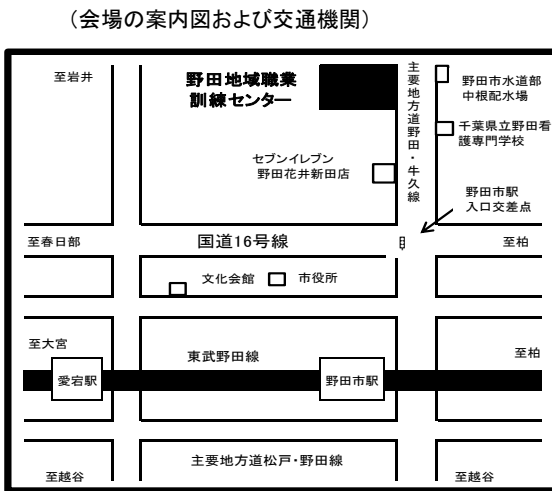 （会場の案内図および交通機関）
至岩井
野田地域職業
訓練センター
主要地方道野田・牛久線
野田市水道部
中根配水場
千葉県立野田看
護専門学校
セブンイレブン
野田花井新田店
野田市駅
入口交差点
至春日部
国道16号線
至柏
文化会館
市役所
至大宮
東武野田線
至柏
愛宕駅
野田市駅
主要地方道松戸・野田線
至越谷
至越谷